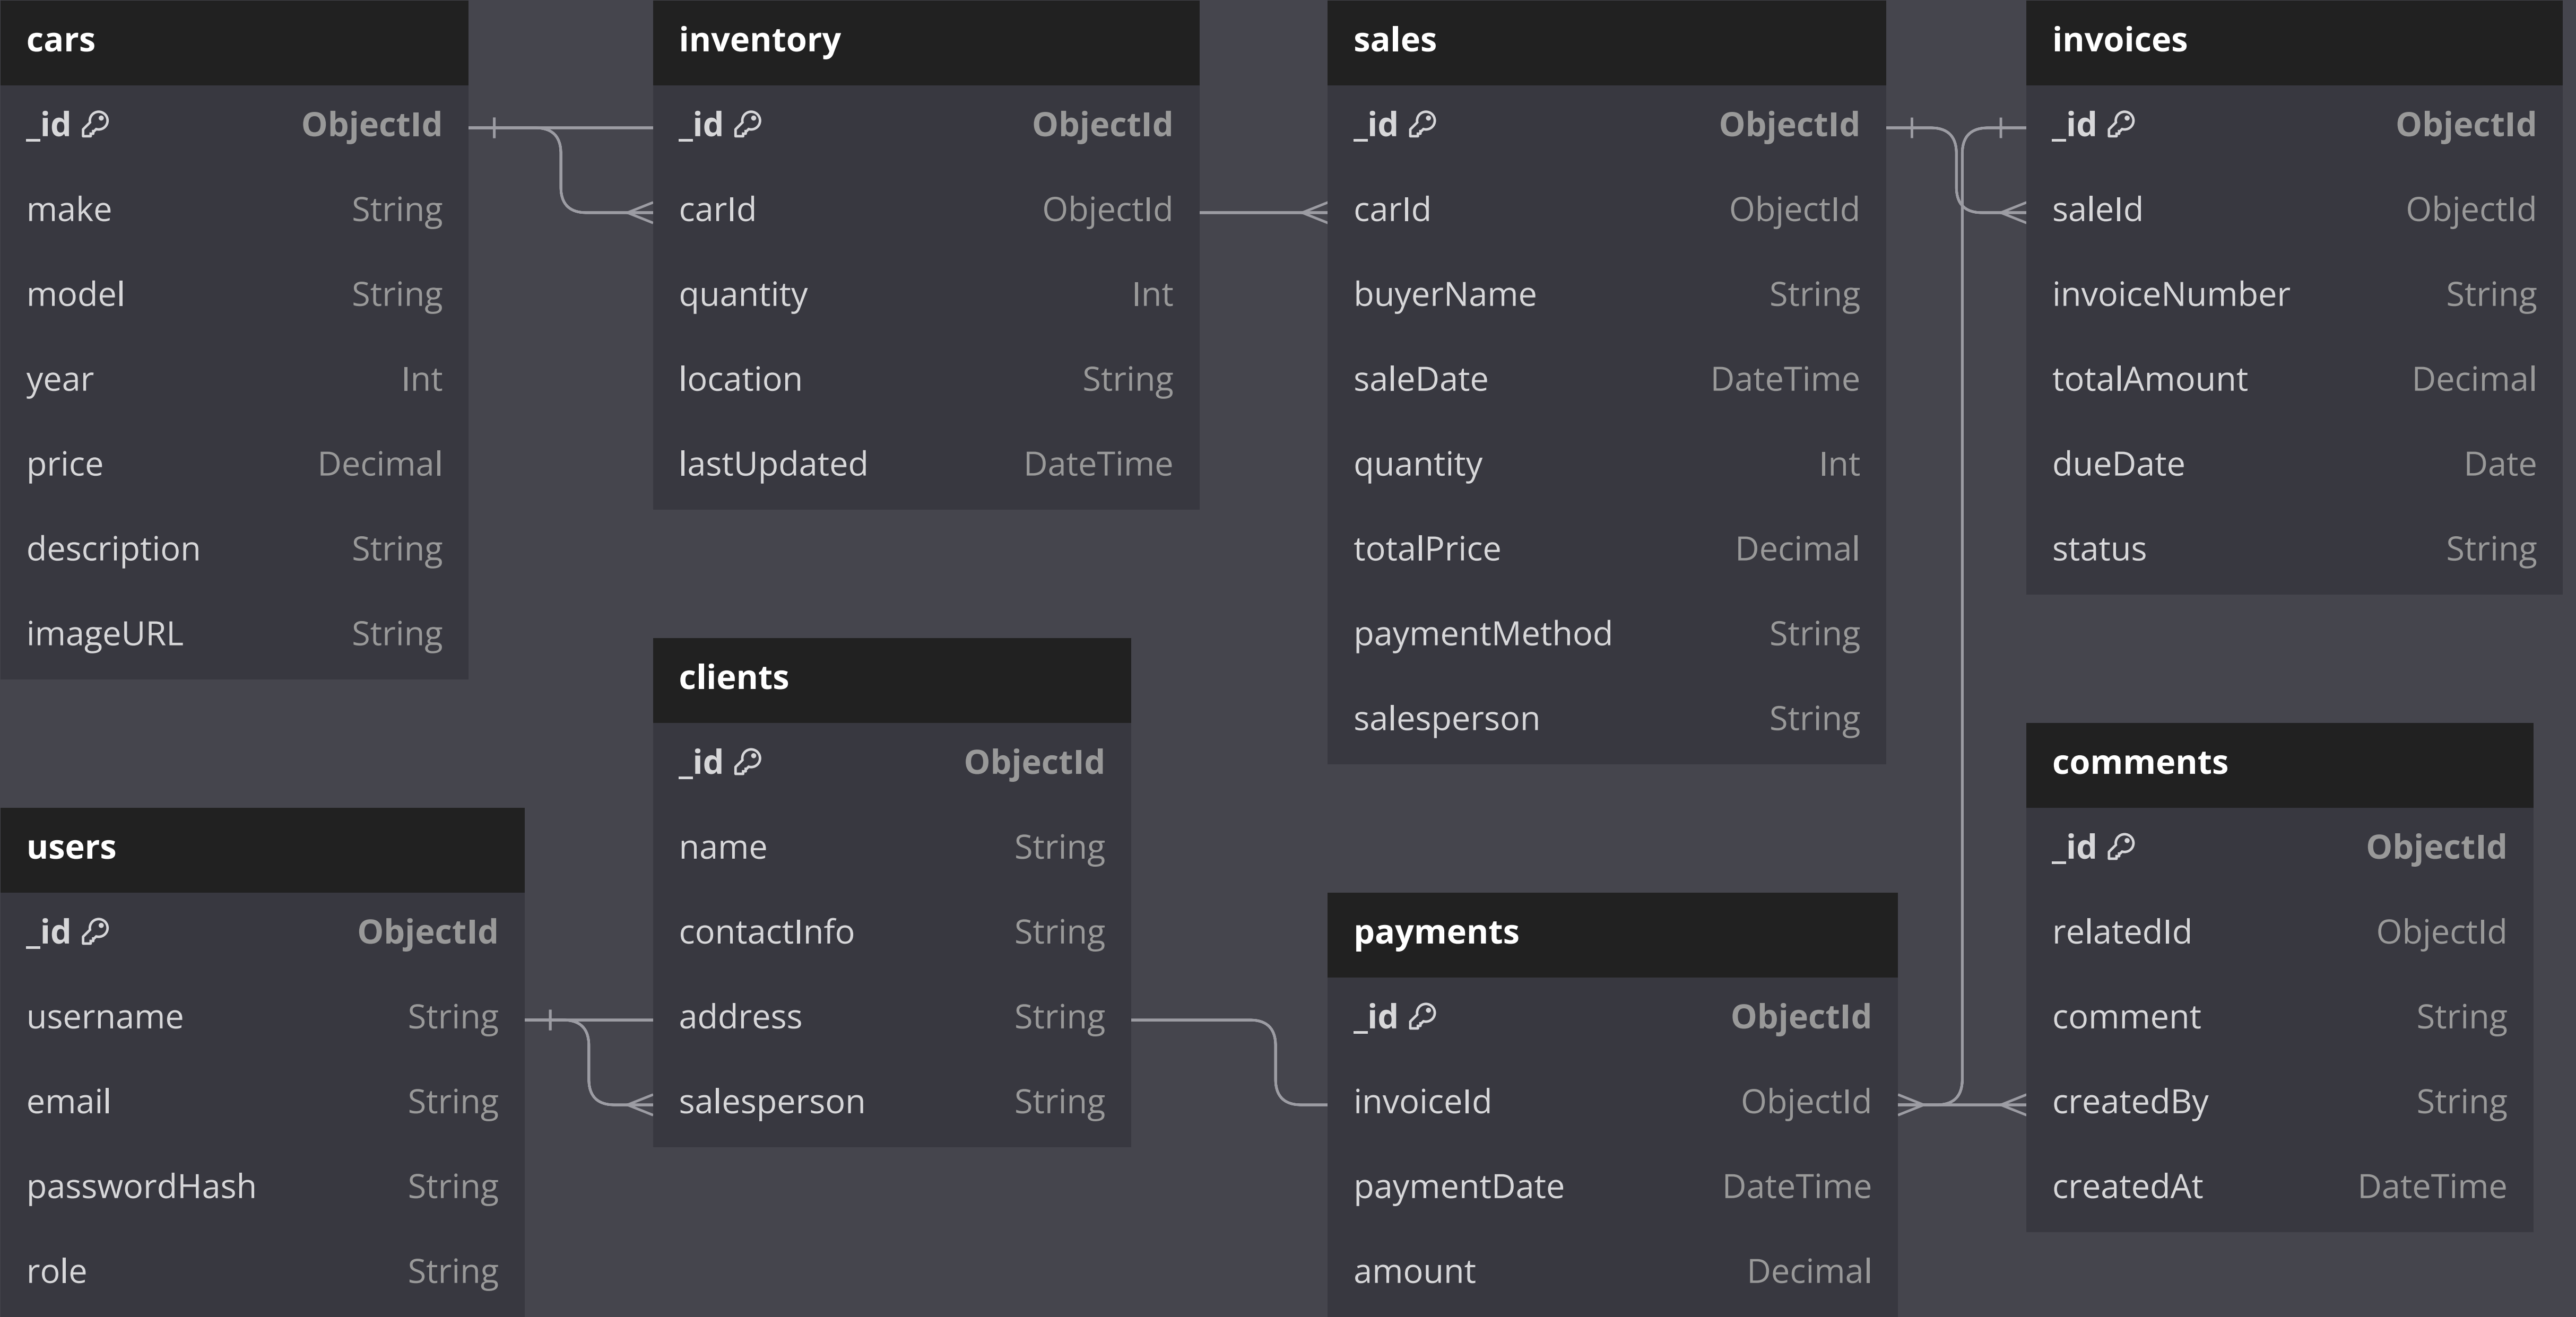 cars
_id ObjectId
make String
model String
year Int
price Decimal
description String
imageURL String
inventory
_id ObjectId
carId ObjectId
quantity Int
location String
lastUpdated DateTime
sales
_id ObjectId
carId ObjectId
buyerName String
saleDate DateTime
quantity Int
totalPrice Decimal
paymentMethod String
salesperson String
invoices
_id ObjectId
saleId ObjectId
invoiceNumber String
totalAmount Decimal
dueDate Date
status String
clients
_id ObjectId
name String
contactInfo String
address String
salesperson String
users
_id ObjectId
username String
email String
passwordHash String
role String
payments
_id ObjectId
invoiceId ObjectId
paymentDate DateTime
amount Decimal
comments
_id ObjectId
relatedId ObjectId
comment String
createdBy String
createdAt DateTime